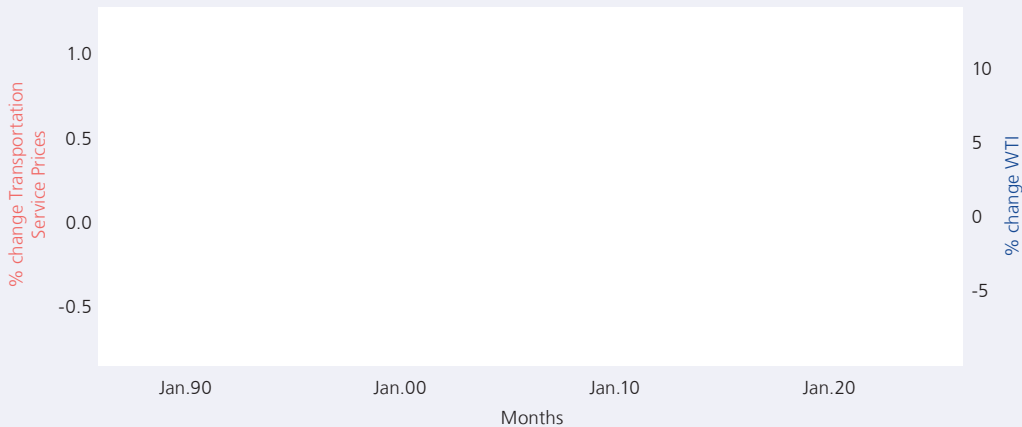 % change Transportation
Service Prices
1.0
0.5
0.0
-0.5
10
5
0
-5
% change WTI
Jan.90 Jan.00 Jan.10 Jan.20
Months